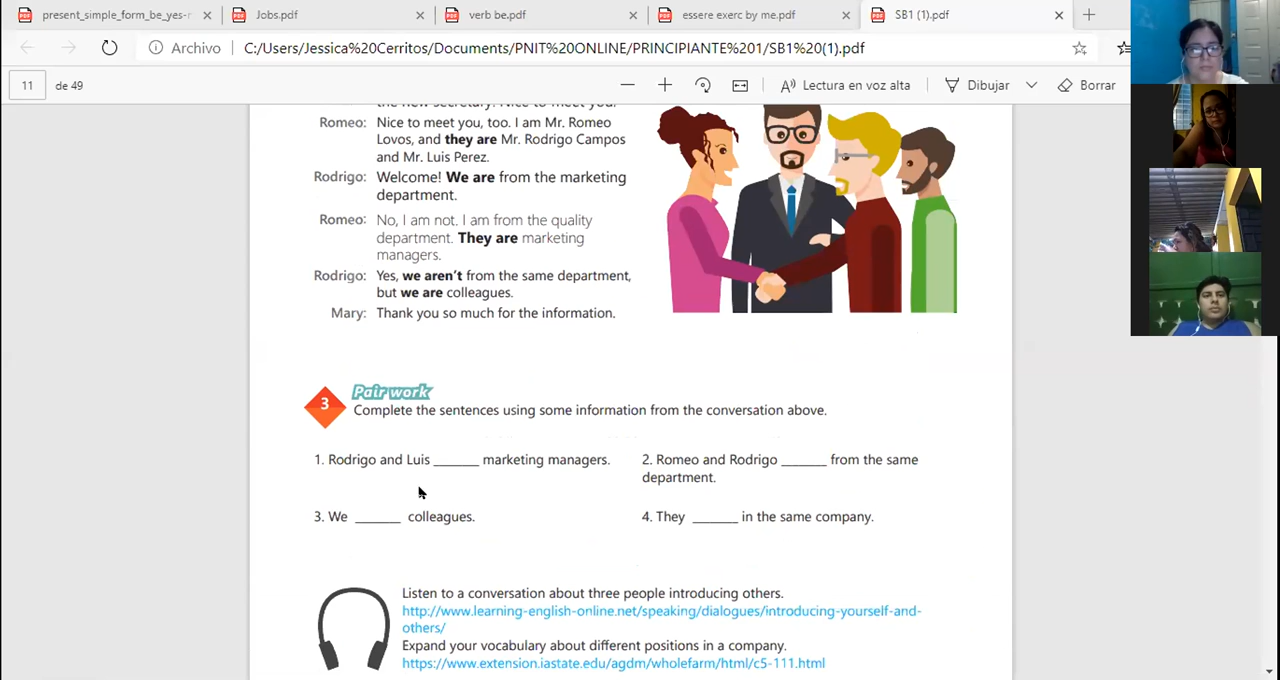 present_simple_form_be_yes-r
Jobs.pdf
verb be.pdf
essere exerc by me.pdf
SB1 (1).pdf
Archivo
C:/Users/Jessica%20Cerritos/Documents/PNIT%20ONLINE/PRINCIPIANTE%201/SB1%20(1).pdf
11 de 49
Lectura en voz alta
Dibujar
Borrar
the new secretary. Nice to meet you.
Romeo: Nice to meet you, too. I am Mr. Romeo
Lovos, and they are Mr. Rodrigo Campos
and Mr. Luis Perez.
Rodrigo: Welcome! We are from the marketing
department.
Romeo: No, I am not. I am from the quality
department. They are marketing
managers.
Rodrigo: Yes, we aren't from the same department,
but we are colleagues.
Mary: Thank you so much for the information.
3 Pair work
Complete the sentences using some information from the conversation above.
1. Rodrigo and Luis _______ marketing managers.
2. Romeo and Rodrigo _______ from the same
department.
3. We _______ colleagues.
4. They _______ in the same company.
Listen to a conversation about three people introducing others.
http://www.learning-english-online.net/speaking/dialogues/introducing-yourself-and-
others/
Expand your vocabulary about different positions in a company.
https://www.extension.iastate.edu/agdm/wholefarm/html/c5-111.html